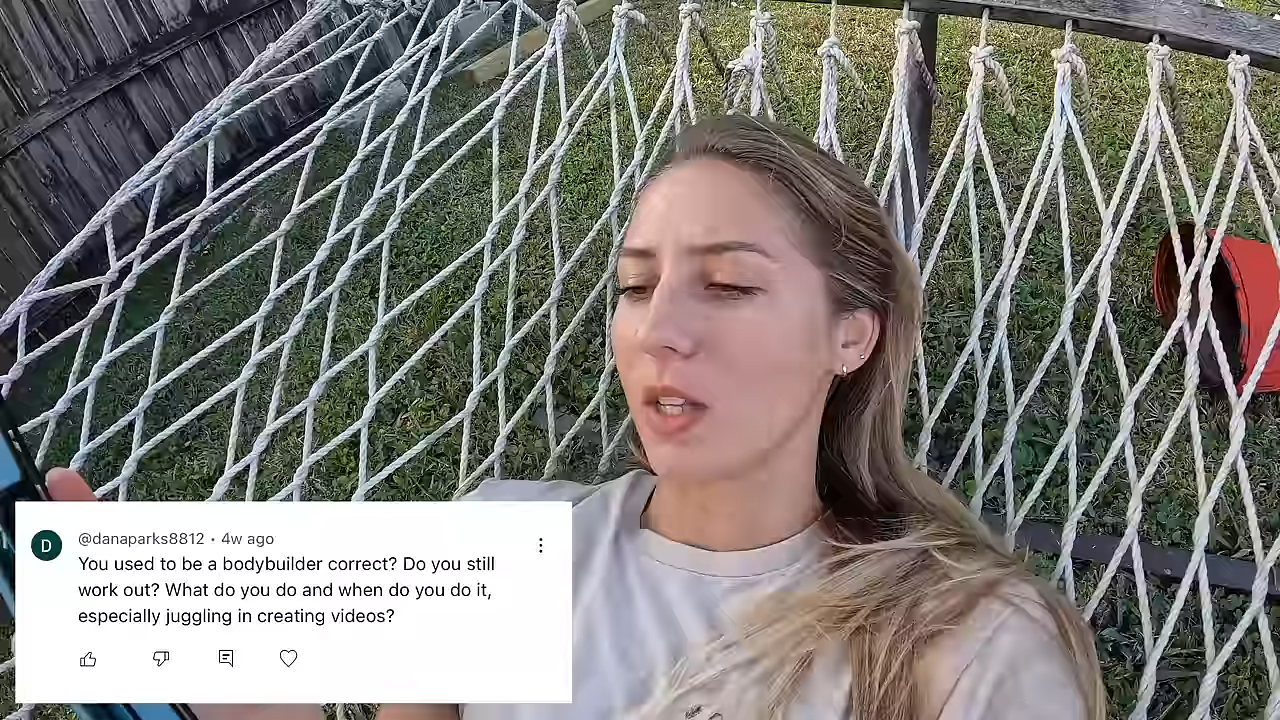 @danaparks8812 • 4w ago
You used to be a bodybuilder correct? Do you still
work out? What do you do and when do you do it,
especially juggling in creating videos?
D